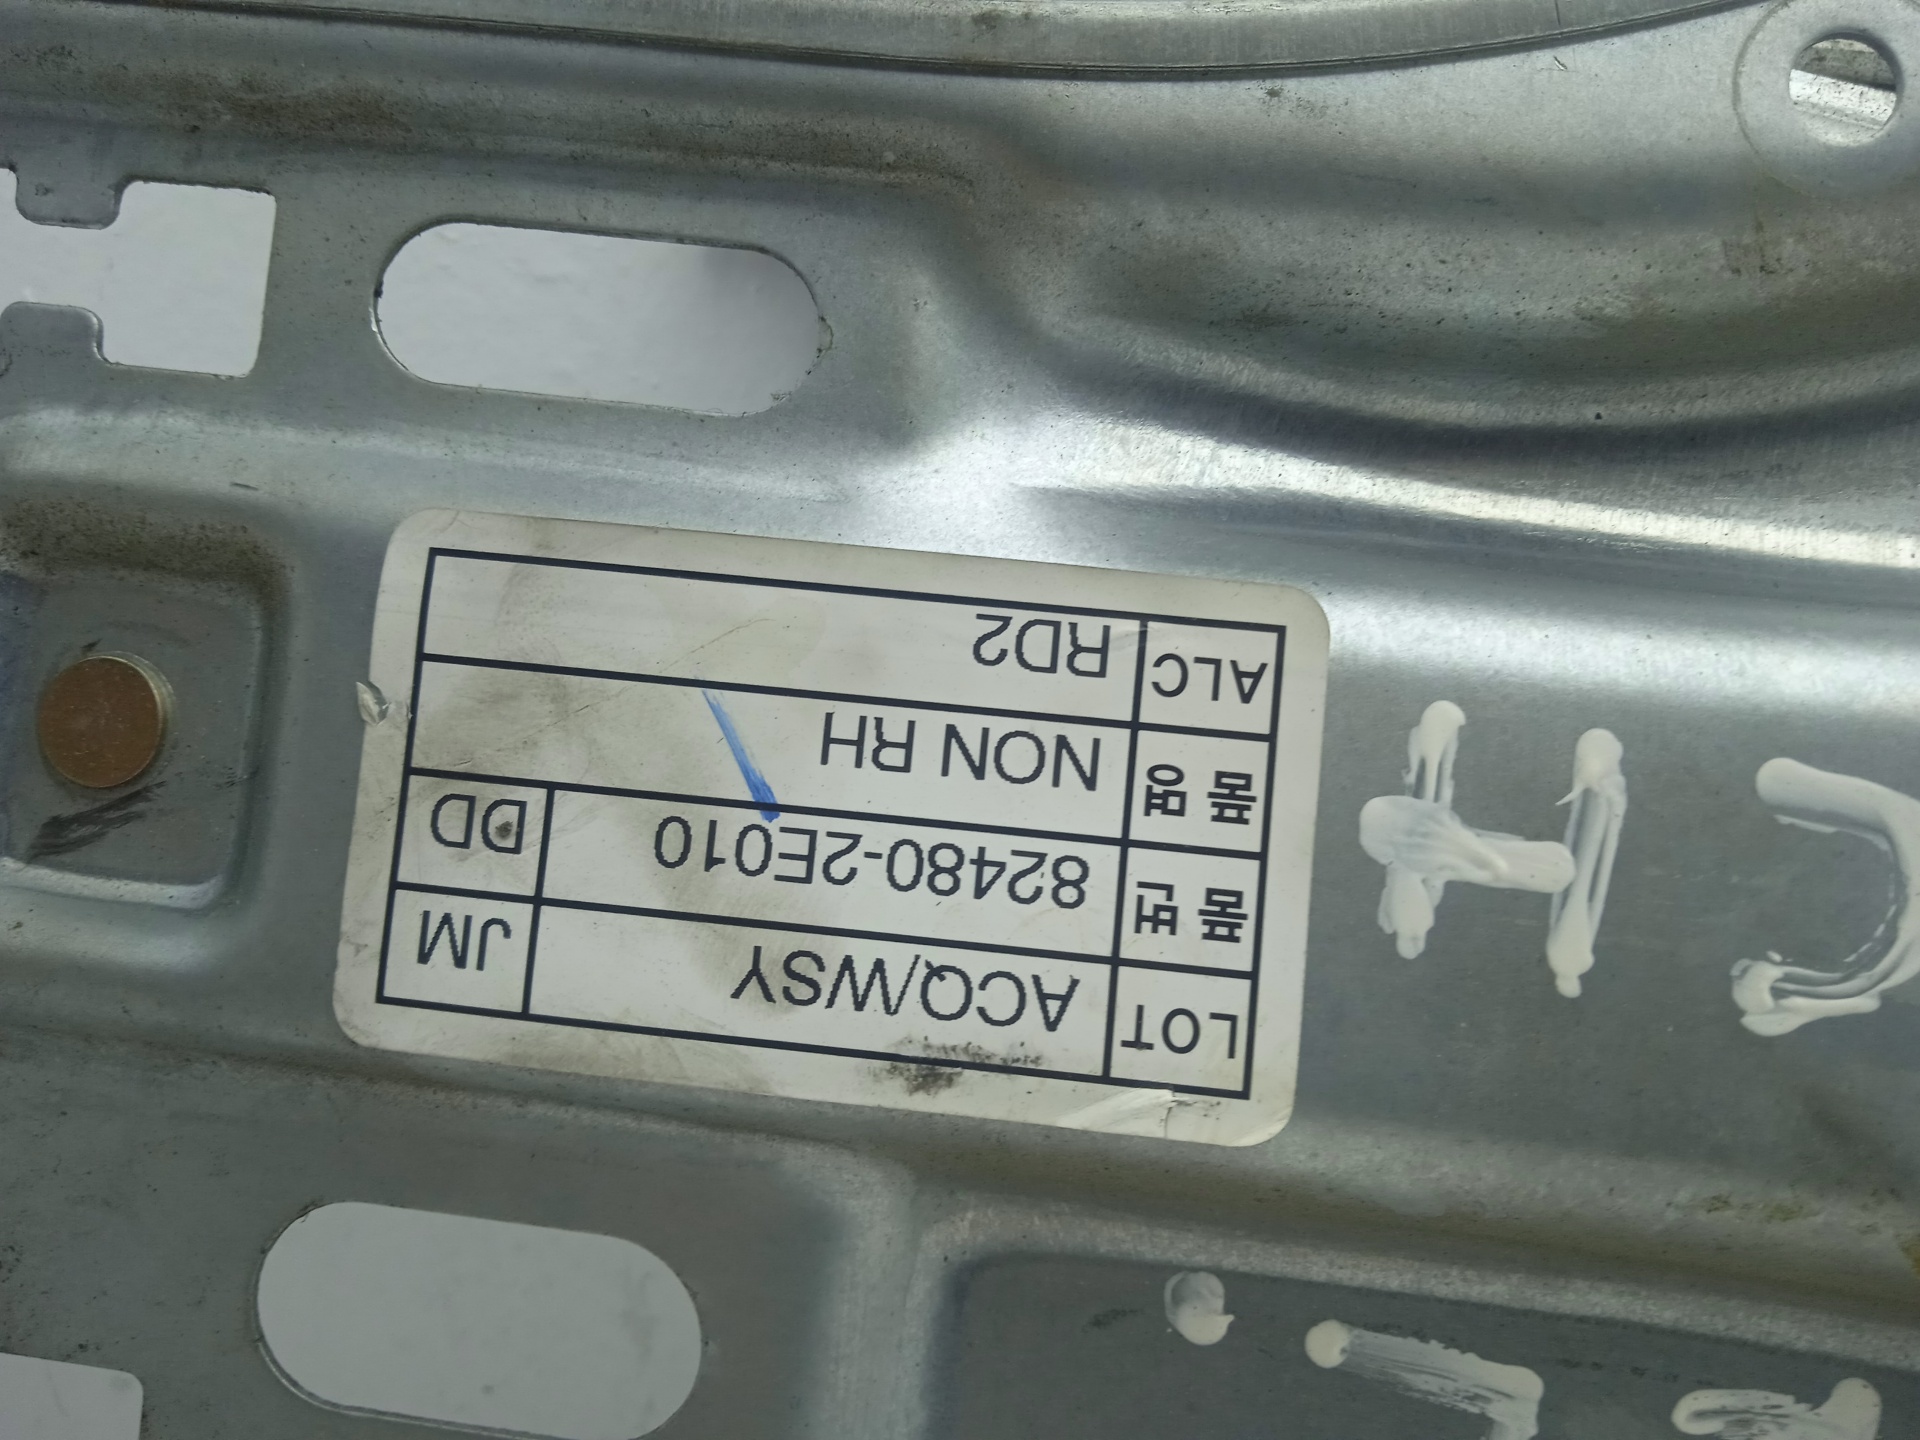 LOT ACQ/WSY JM
품 번 82480-2E010 DD
품 명 NON RH
ALC RD2